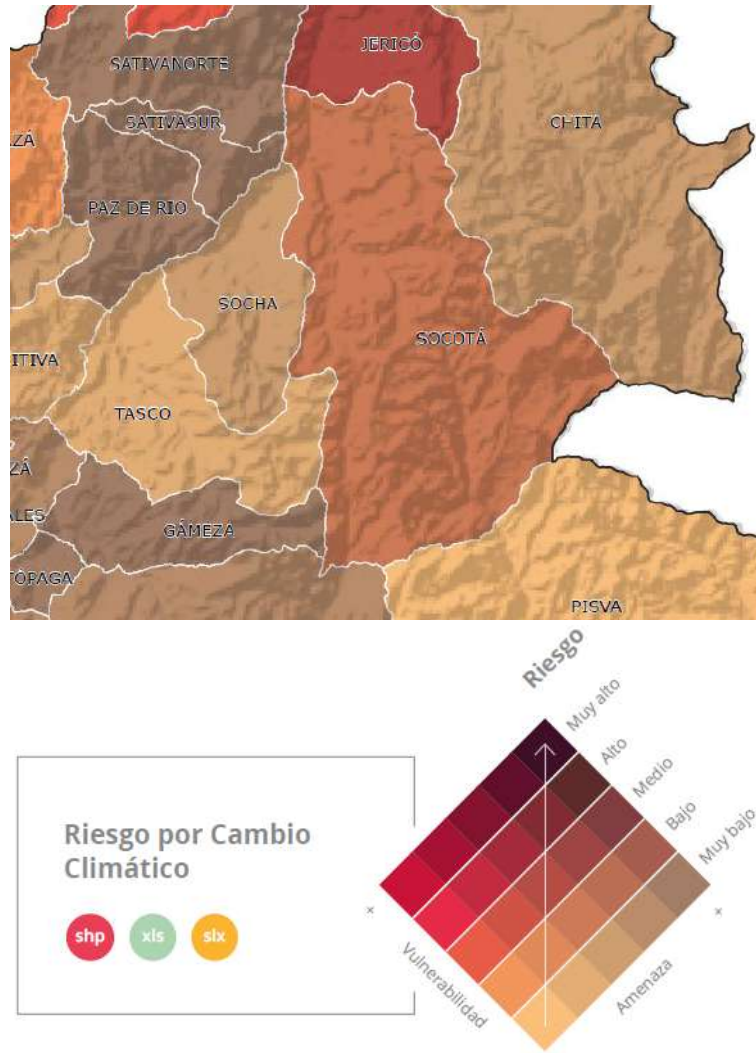 JERICÓ
SATIVANORTE
SATIVASUR
CHITA
ZÁ
PAZ DE RIO
SOCHA
SOCOTÁ
ITIVA
TASCO
ZÁ
ALES
GÁMEZA
TÓPAGA
PISVA
Riesgo
Muy alto
Alto
Medio
Bajo
Muy bajo
Riesgo por Cambio
Climático
shp xls slx
×
×
Vulnerabilidad
Amenaza